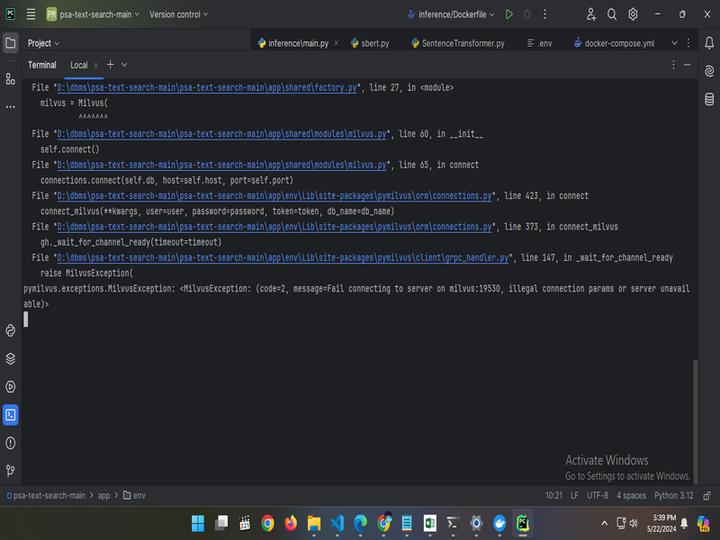 PC
PM psa-text-search-main
Version control
inference/Dockerfile
Project
inference\main.py
sbert.py
SentenceTransformer.py
.env
docker-compose.yml
Terminal
Local
File "D:\dbms\psa-text-search-main\psa-text-search-main\app\shared\factory.py", line 27, in <module>
milvus = Milvus(
^^^^^^^
File "D:\dbms\psa-text-search-main\psa-text-search-main\app\shared\modules\milvus.py", line 60, in __init__
self.connect()
File "D:\dbms\psa-text-search-main\psa-text-search-main\app\shared\modules\milvus.py", line 65, in connect
connections.connect(self.db, host=self.host, port=self.port)
File "D:\dbms\psa-text-search-main\psa-text-search-main\app\env\Lib\site-packages\pymilvus\orm\connections.py", line 423, in connect
connect_milvus(**kwargs, user=user, password=password, token=token, db_name=db_name)
File "D:\dbms\psa-text-search-main\psa-text-search-main\app\env\Lib\site-packages\pymilvus\orm\connections.py", line 373, in connect_milvus
gh._wait_for_channel_ready(timeout=timeout)
File "D:\dbms\psa-text-search-main\psa-text-search-main\app\env\Lib\site-packages\pymilvus\client\grpc_handler.py", line 147, in _wait_for_channel_ready
raise MilvusException(
pymilvus.exceptions.MilvusException: <MilvusException: (code=2, message=Fail connecting to server on milvus:19530, illegal connection params or server unavail
able)>
Activate Windows
Go to Settings to activate Windows.
psa-text-search-main > app > env
10:21 LF UTF-8 4 spaces Python 3.12
5:39 PM
5/22/2024